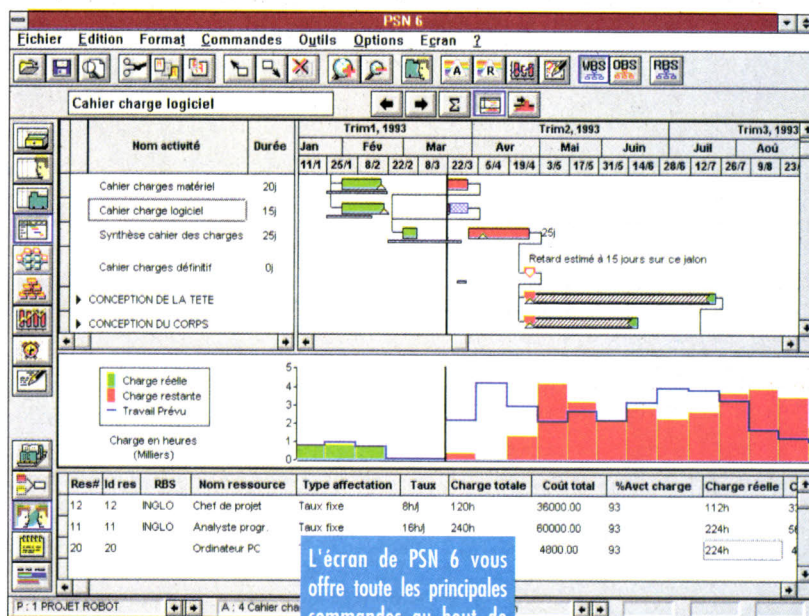 PSN 6
Fichier Edition Format Commandes Outils Options Ecran ?
WBS OBS RBS
Cahier charge logiciel
Nom activité Durée
Trim1, 1993 Trim2, 1993 Trim3, 1993
Jan Fév Mar Avr Mai Juin Juil Aoû
11/1 25/1 8/2 22/2 8/3 22/3 5/4 19/4 3/5 17/5 31/5 14/6 28/6 12/7 26/7 9/8 23/
Cahier charges matériel 20j
Cahier charge logiciel 15j
Synthèse cahier des charges 25j
25j
Retard estimé à 15 jours sur ce jalon
Cahier charges définitif 0j
CONCEPTION DE LA TETE
CONCEPTION DU CORPS
Charge réelle
Charge restante
Travail Prévu
Charge en heures
(Milliers)
5
4
3
2
1
0
Res# Id res RBS Nom ressource Type affectation Taux Charge totale Coût total %Avct charge Charge réelle C
12 12 INGLO Chef de projet Taux fixe 8h/j 120h 36000.00 93 112h
11 11 INGLO Analyste progr. Taux fixe 16h/j 240h 60000.00 93 224h
20 20 Ordinateur PC 4800.00 93 224h
L'écran de PSN 6 vous
offre toute les principales
commandes au bout de
P : 1 PROJET ROBOT A : 4 Cahier cha